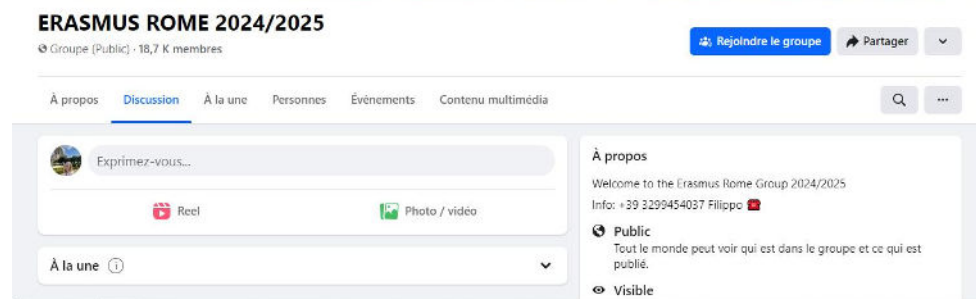 ERASMUS ROME 2024/2025
Groupe (Public) · 18,7 K membres
Rejoindre le groupe
Partager
À propos
Discussion
À la une
Personnes
Événements
Contenu multimédia
Exprimez-vous...
Reel
Photo / vidéo
À la une
À propos
Welcome to the Erasmus Rome Group 2024/2025
Info: +39 3299454037 Filippo
Public
Tout le monde peut voir qui est dans le groupe et ce qui est
publié.
Visible